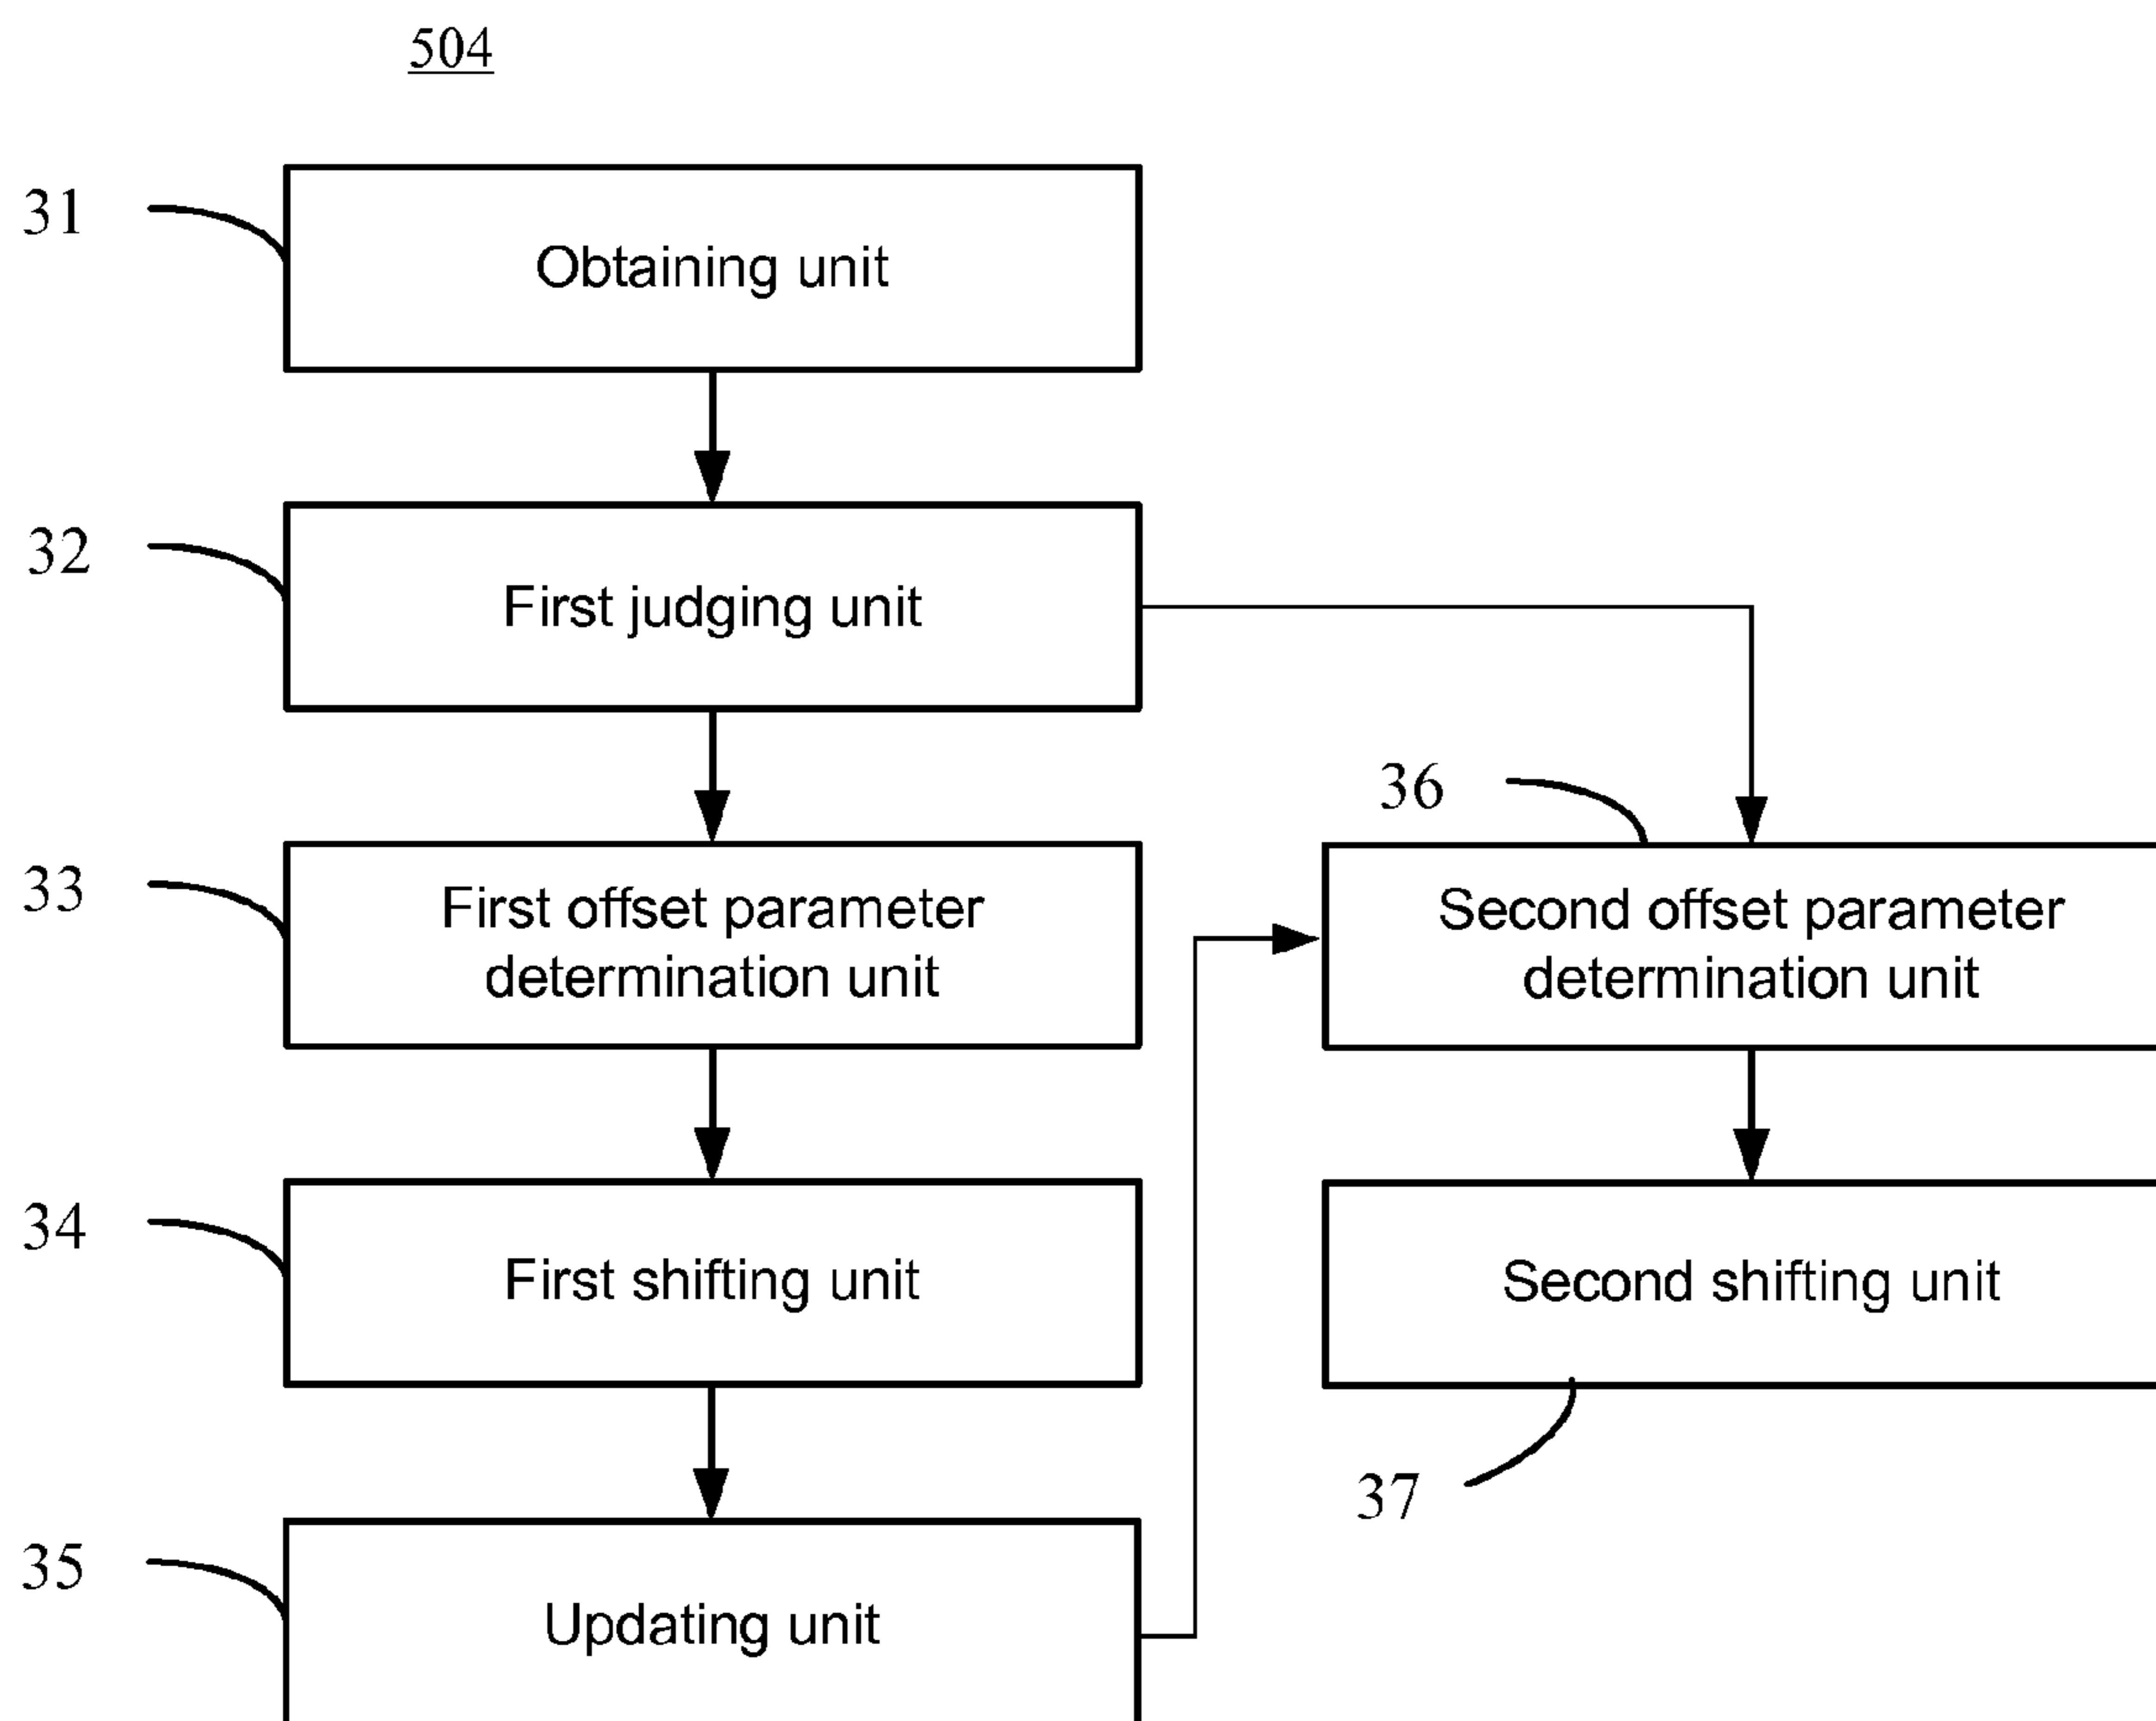 504
31
Obtaining unit
32
First judging unit
36
33
First offset parameter
determination unit
Second offset parameter
determination unit
34
First shifting unit
Second shifting unit
37
35
Updating unit